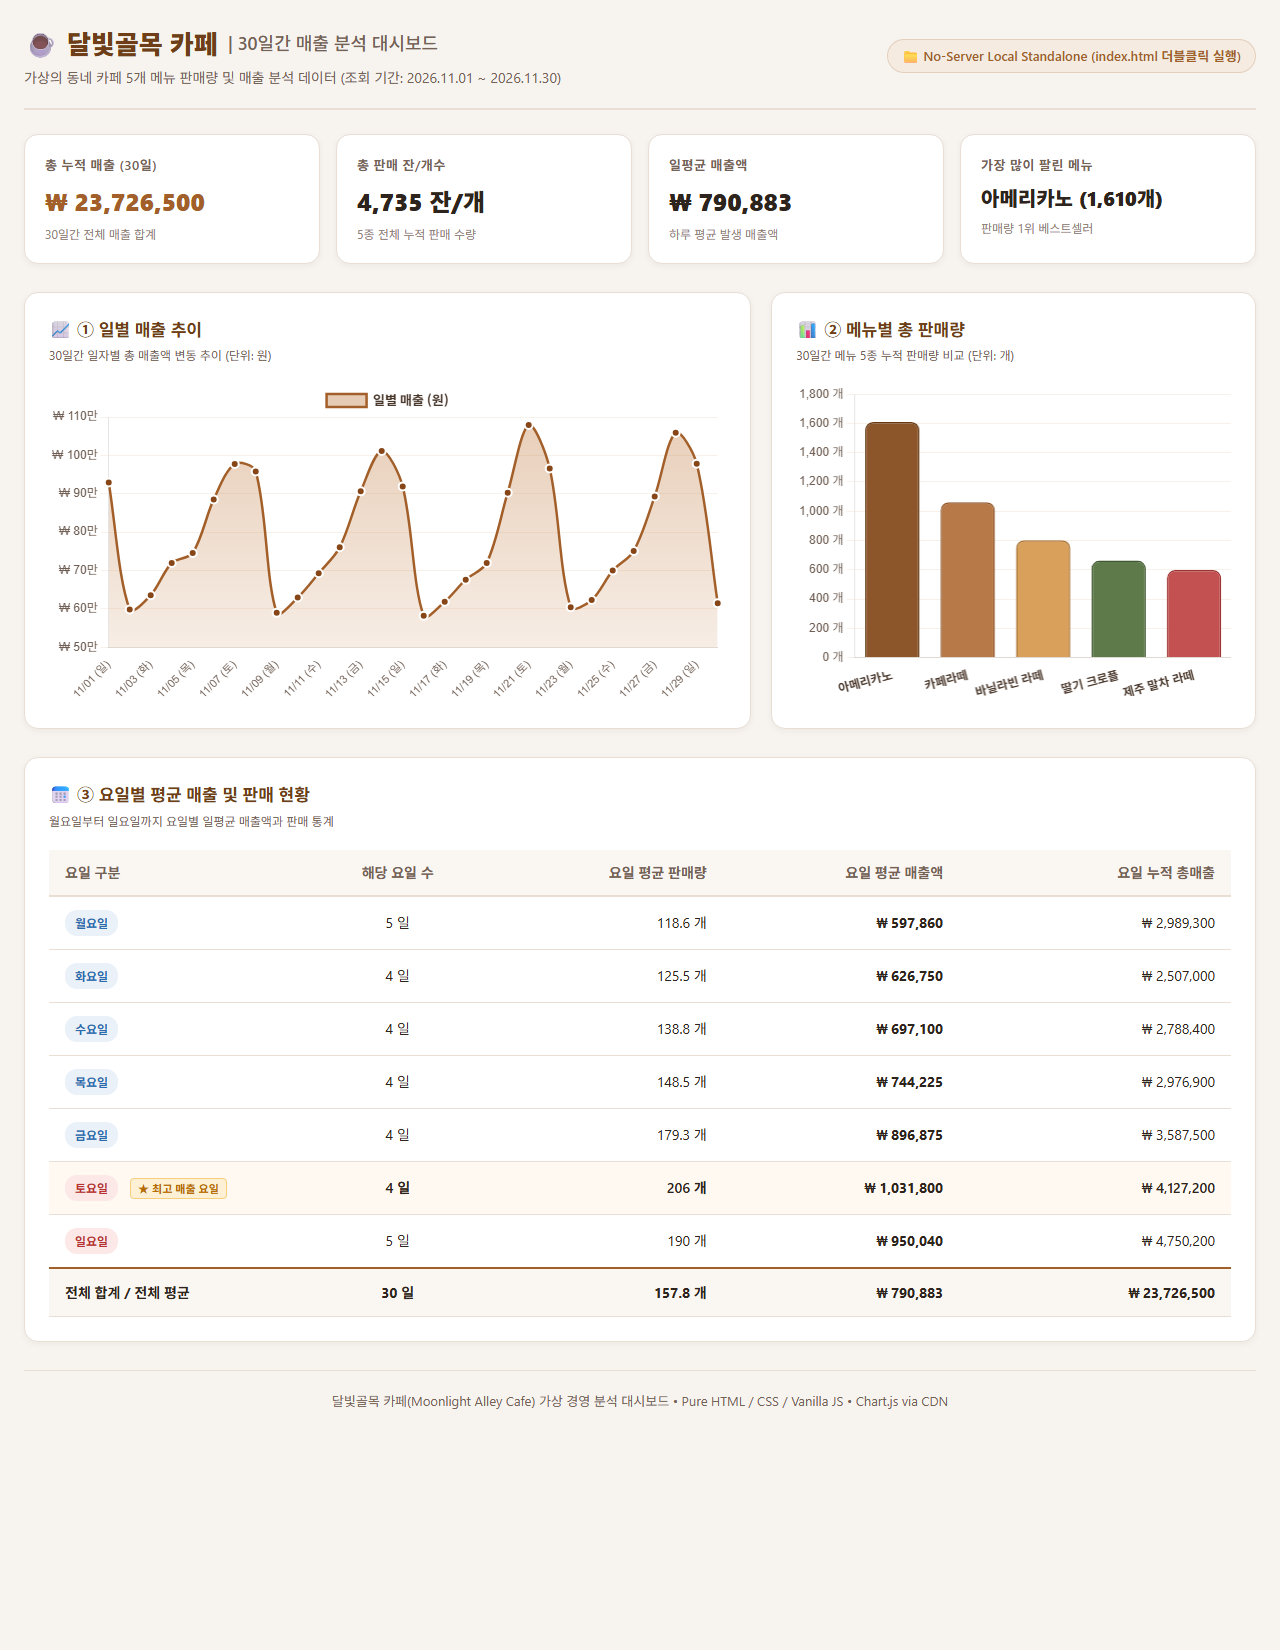 달빛골목 카페 | 30일간 매출 분석 대시보드
가상의 동네 카페 5개 메뉴 판매량 및 매출 분석 데이터 (조회 기간: 2026.11.01 ~ 2026.11.30)
No-Server Local Standalone (index.html 더블클릭 실행)
총 누적 매출 (30일)
₩ 23,726,500
30일간 전체 매출 합계
총 판매 잔/개수
4,735 잔/개
5종 전체 누적 판매 수량
일평균 매출액
₩ 790,883
하루 평균 발생 매출액
가장 많이 팔린 메뉴
아메리카노 (1,610개)
판매량 1위 베스트셀러
① 일별 매출 추이
30일간 일자별 총 매출액 변동 추이 (단위: 원)
일별 매출 (원)
₩ 110만
₩ 100만
₩ 90만
₩ 80만
₩ 70만
₩ 60만
₩ 50만
11/01 (일)
11/03 (화)
11/05 (목)
11/07 (토)
11/09 (월)
11/11 (수)
11/13 (금)
11/15 (일)
11/17 (화)
11/19 (목)
11/21 (토)
11/23 (월)
11/25 (수)
11/27 (금)
11/29 (일)
② 메뉴별 총 판매량
30일간 메뉴 5종 누적 판매량 비교 (단위: 개)
1,800 개
1,600 개
1,400 개
1,200 개
1,000 개
800 개
600 개
400 개
200 개
0 개
아메리카노
카페라떼
바닐라빈 라떼
딸기 크로플
제주 말차 라떼
③ 요일별 평균 매출 및 판매 현황
월요일부터 일요일까지 요일별 일평균 매출액과 판매 통계
요일 구분 해당 요일 수 요일 평균 판매량 요일 평균 매출액 요일 누적 총매출
월요일 5 일 118.6 개 ₩ 597,860 ₩ 2,989,300
화요일 4 일 125.5 개 ₩ 626,750 ₩ 2,507,000
수요일 4 일 138.8 개 ₩ 697,100 ₩ 2,788,400
목요일 4 일 148.5 개 ₩ 744,225 ₩ 2,976,900
금요일 4 일 179.3 개 ₩ 896,875 ₩ 3,587,500
토요일 ★ 최고 매출 요일 4 일 206 개 ₩ 1,031,800 ₩ 4,127,200
일요일 5 일 190 개 ₩ 950,040 ₩ 4,750,200
전체 합계 / 전체 평균 30 일 157.8 개 ₩ 790,883 ₩ 23,726,500
달빛골목 카페(Moonlight Alley Cafe) 가상 경영 분석 대시보드 • Pure HTML / CSS / Vanilla JS • Chart.js via CDN